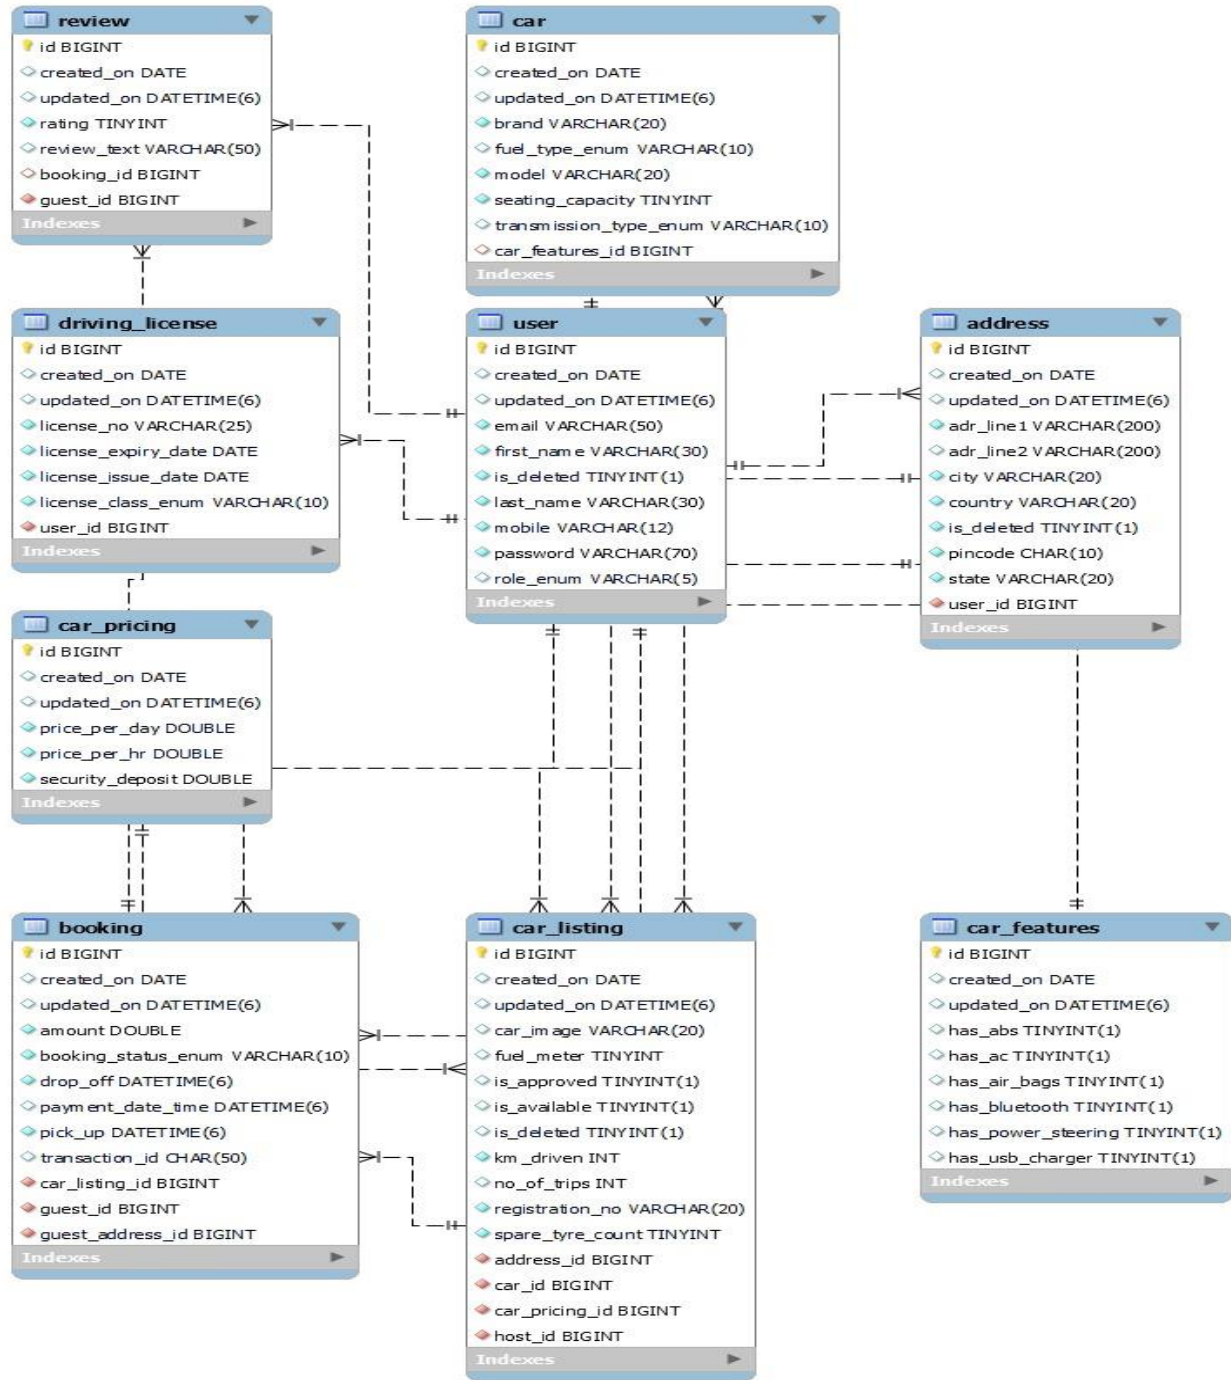 review
id BIGINT
created_on DATE
updated_on DATETIME(6)
rating TINYINT
review_text VARCHAR(50)
booking_id BIGINT
guest_id BIGINT
Indexes
car
id BIGINT
created_on DATE
updated_on DATETIME(6)
brand VARCHAR(20)
fuel_type_enum VARCHAR(10)
model VARCHAR(20)
seating_capacity TINYINT
transmission_type_enum VARCHAR(10)
car_features_id BIGINT
Indexes
driving_license
id BIGINT
created_on DATE
updated_on DATETIME(6)
license_no VARCHAR(25)
license_expiry_date DATE
license_issue_date DATE
license_class_enum VARCHAR(10)
user_id BIGINT
Indexes
user
id BIGINT
created_on DATE
updated_on DATETIME(6)
email VARCHAR(50)
first_name VARCHAR(30)
is_deleted TINYINT(1)
last_name VARCHAR(30)
mobile VARCHAR(12)
password VARCHAR(70)
role_enum VARCHAR(5)
Indexes
address
id BIGINT
created_on DATE
updated_on DATETIME(6)
adr_line1 VARCHAR(200)
adr_line2 VARCHAR(200)
city VARCHAR(20)
country VARCHAR(20)
is_deleted TINYINT(1)
pincode CHAR(10)
state VARCHAR(20)
user_id BIGINT
Indexes
car_pricing
id BIGINT
created_on DATE
updated_on DATETIME(6)
price_per_day DOUBLE
price_per_hr DOUBLE
security_deposit DOUBLE
Indexes
booking
id BIGINT
created_on DATE
updated_on DATETIME(6)
amount DOUBLE
booking_status_enum VARCHAR(10)
drop_off DATETIME(6)
payment_date_time DATETIME(6)
pick_up DATETIME(6)
transaction_id CHAR(50)
car_listing_id BIGINT
guest_id BIGINT
guest_address_id BIGINT
Indexes
car_listing
id BIGINT
created_on DATE
updated_on DATETIME(6)
car_image VARCHAR(20)
fuel_meter TINYINT
is_approved TINYINT(1)
is_available TINYINT(1)
is_deleted TINYINT(1)
km_driven INT
no_of_trips INT
registration_no VARCHAR(20)
spare_tyre_count TINYINT
address_id BIGINT
car_id BIGINT
car_pricing_id BIGINT
host_id BIGINT
Indexes
car_features
id BIGINT
created_on DATE
updated_on DATETIME(6)
has_abs TINYINT(1)
has_ac TINYINT(1)
has_air_bags TINYINT(1)
has_bluetooth TINYINT(1)
has_power_steering TINYINT(1)
has_usb_charger TINYINT(1)
Indexes